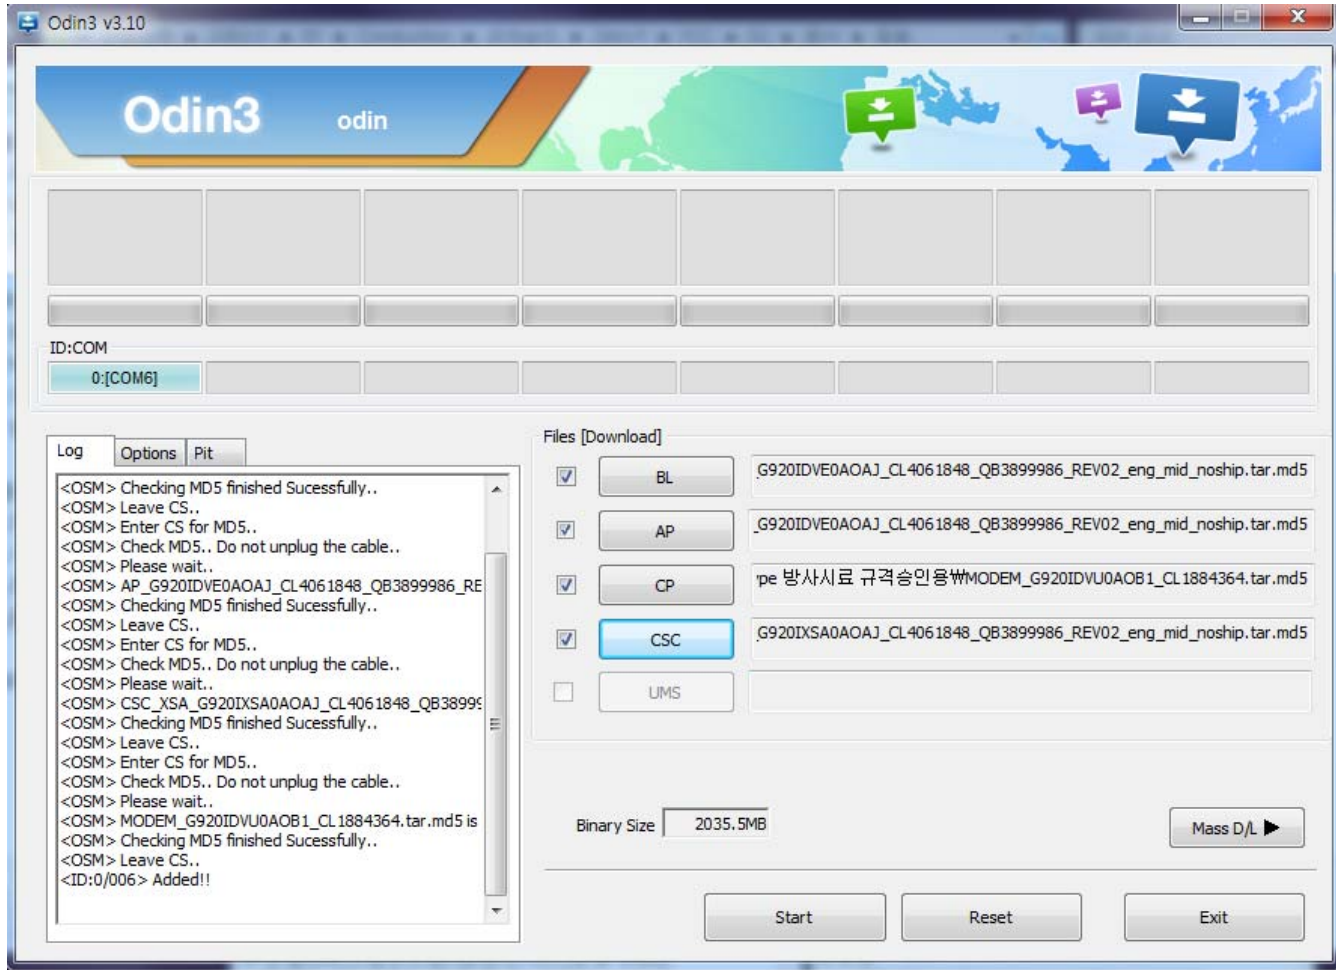 Odin3 v3.10
Odin3 odin
ID:COM
0:[COM6]
Log Options Pit
<OSM> Checking MD5 finished Sucessfully..
<OSM> Leave CS..
<OSM> Enter CS for MD5..
<OSM> Check MD5.. Do not unplug the cable..
<OSM> Please wait..
<OSM> AP_G920IDVE0AOAJ_CL4061848_QB3899986_RE
<OSM> Checking MD5 finished Sucessfully..
<OSM> Leave CS..
<OSM> Enter CS for MD5..
<OSM> Check MD5.. Do not unplug the cable..
<OSM> Please wait..
<OSM> CSC_XSA_G920IXSA0AOAJ_CL4061848_QB38999
<OSM> Checking MD5 finished Sucessfully..
<OSM> Leave CS..
<OSM> Enter CS for MD5..
<OSM> Check MD5.. Do not unplug the cable..
<OSM> Please wait..
<OSM> MODEM_G920IDVU0AOB1_CL1884364.tar.md5 is
<OSM> Checking MD5 finished Sucessfully..
<OSM> Leave CS..
<ID:0/006> Added!!
Files [Download]
BL _G920IDVE0AOAJ_CL4061848_QB3899986_REV02_eng_mid_noship.tar.md5
AP _G920IDVE0AOAJ_CL4061848_QB3899986_REV02_eng_mid_noship.tar.md5
CP pe 방사시료 규격승인용₩MODEM_G920IDVU0AOB1_CL1884364.tar.md5
CSC G920IXSA0AOAJ_CL4061848_QB3899986_REV02_eng_mid_noship.tar.md5
UMS
Binary Size 2035.5MB
Mass D/L
Start Reset Exit